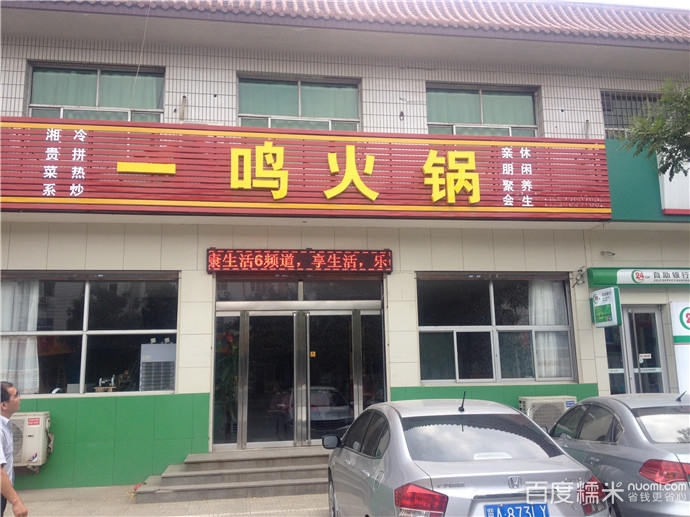 湘贵菜系
冷拼热炒
一鸣火锅
亲朋聚会
休闲养生
康生活6频道，享生活，乐
24
自助银行
24
A·873LY
百度糯米 nuomi.com
省钱更省心